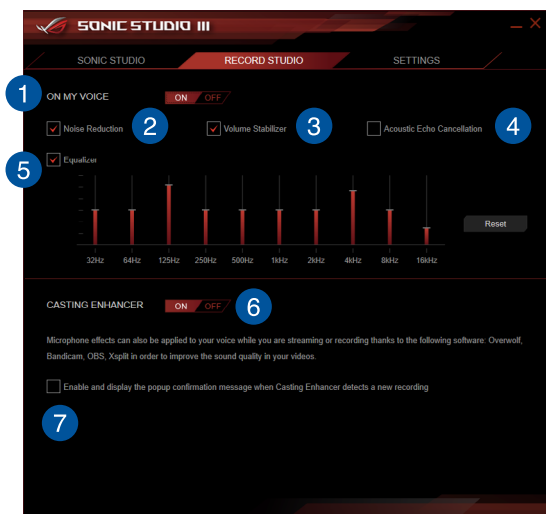 SONIC STUDIO III
SONIC STUDIO RECORD STUDIO SETTINGS
1 ON MY VOICE ON OFF
Noise Reduction 2 Volume Stabilizer 3 Acoustic Echo Cancellation 4
5 Equalizer
Reset
32Hz 64Hz 125Hz 250Hz 500Hz 1kHz 2kHz 4kHz 8kHz 16kHz
CASTING ENHANCER ON OFF 6
Microphone effects can also be applied to your voice while you are streaming or recording thanks to the following software: Overwolf,
Bandicam, OBS, Xsplit in order to improve the sound quality in your videos.
Enable and display the popup confirmation message when Casting Enhancer detects a new recording
7